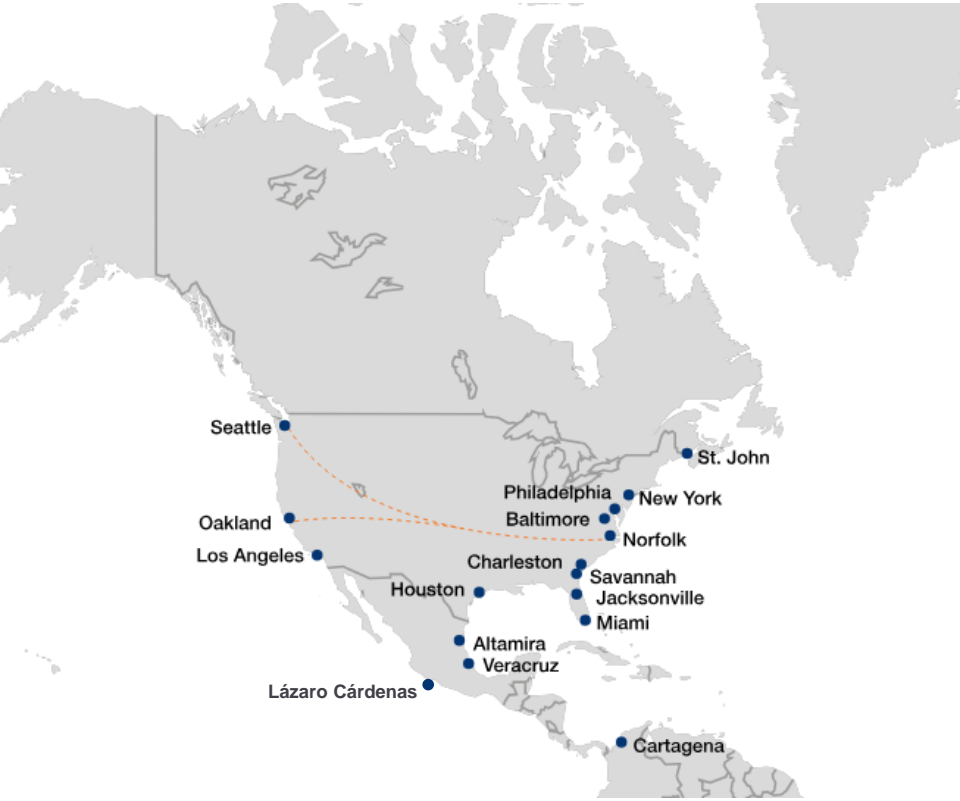 Seattle
St. John
Philadelphia
New York
Baltimore
Oakland
Norfolk
Los Angeles
Charleston
Savannah
Houston
Jacksonville
Miami
Altamira
Veracruz
Lázaro Cárdenas
Cartagena